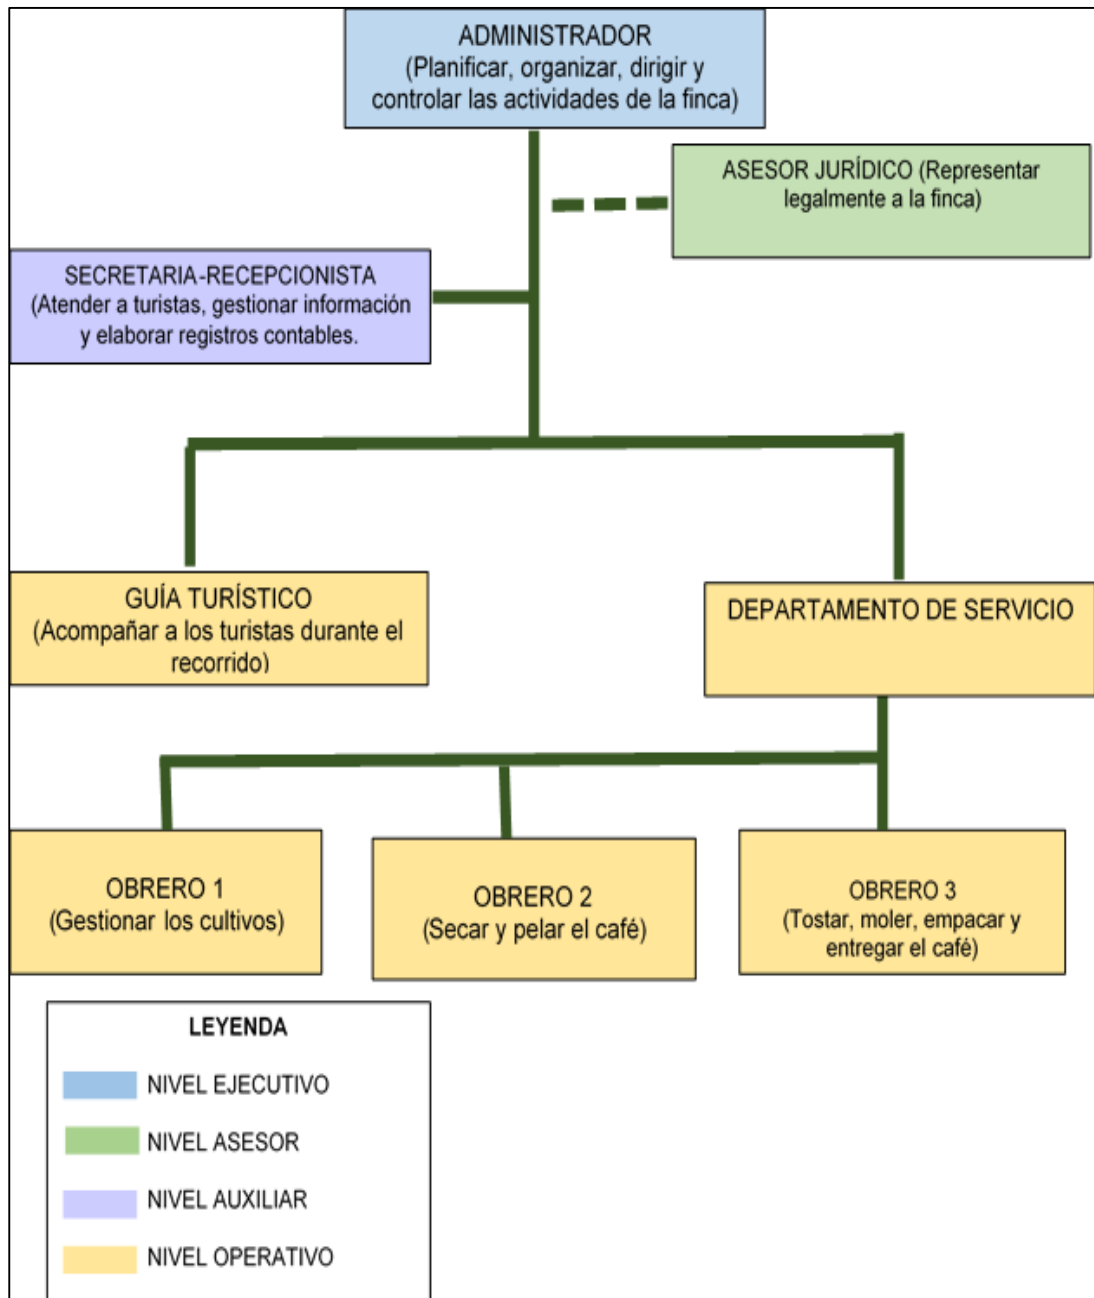 ADMINISTRADOR
(Planificar, organizar, dirigir y
controlar las actividades de la finca)
ASESOR JURÍDICO (Representar
legalmente a la finca)
SECRETARIA-RECEPCIONISTA
(Atender a turistas, gestionar información
y elaborar registros contables.
GUÍA TURÍSTICO
(Acompañar a los turistas durante el
recorrido)
DEPARTAMENTO DE SERVICIO
OBRERO 1
(Gestionar los cultivos)
OBRERO 2
(Secar y pelar el café)
OBRERO 3
(Tostar, moler, empacar y
entregar el café)
LEYENDA
NIVEL EJECUTIVO
NIVEL ASESOR
NIVEL AUXILIAR
NIVEL OPERATIVO